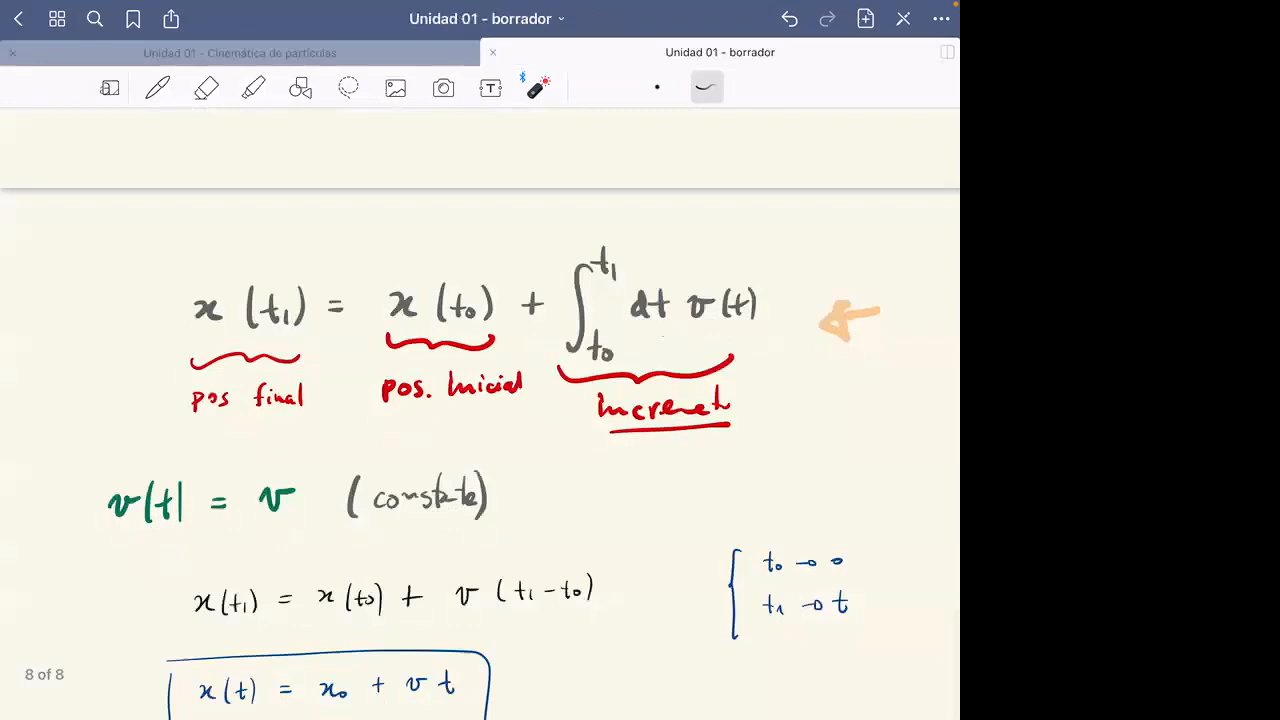 Unidad 01 - borrador
Unidad 01 - Cinemática de partículas
Unidad 01 - borrador
x(t₁) = x(t₀) + ∫_{t₀}^{t₁} dt v(t)
pos final
pos. Inicial
v(t) = v (constante)
t₀ → 0
x(t₁) = x(t₀) + v (t₁ - t₀)
t₁ → t
8 of 8
x(t) = x₀ + v t